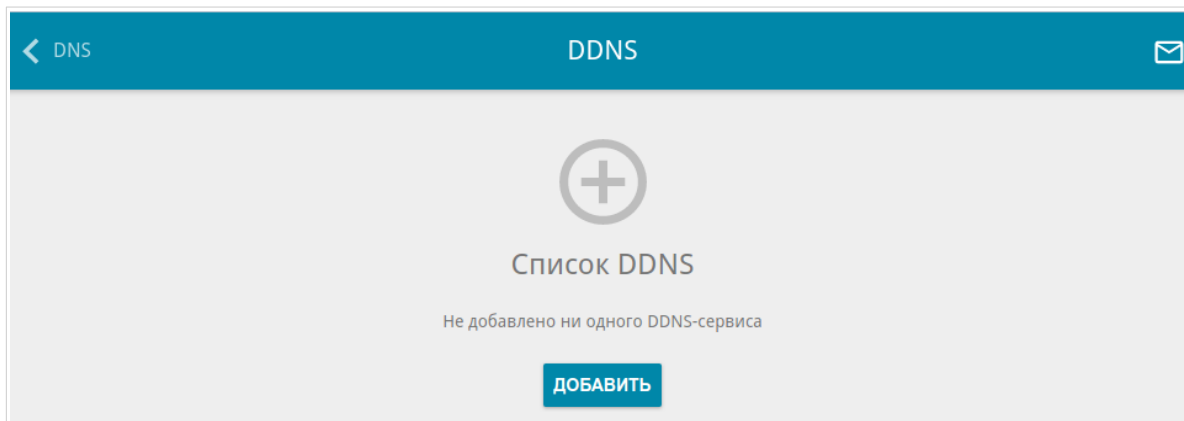 DNS
DDNS
Список DDNS
Не добавлено ни одного DDNS-сервиса
ДОБАВИТЬ